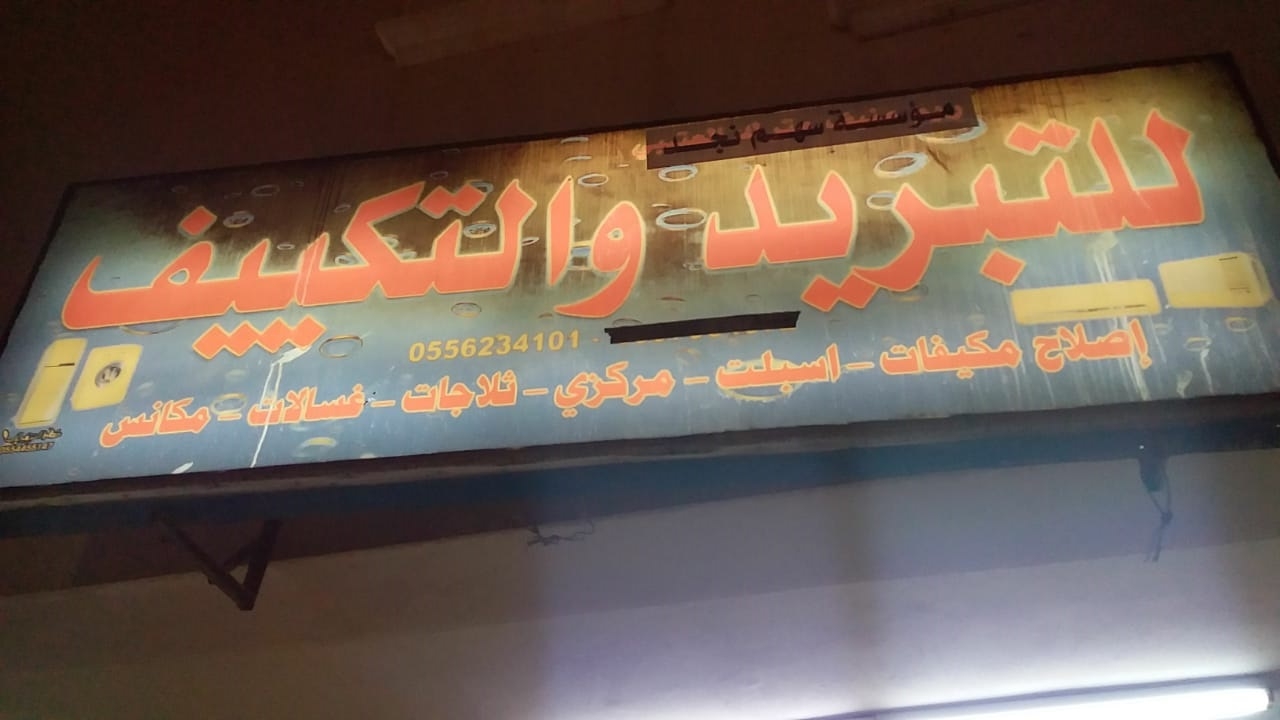 مؤسسة سهم نجد
للتبريد والتكييف
0556234101 -
إصلاح مكيفات - اسبلت - مركزي - ثلاجات - غسالات - مكانس